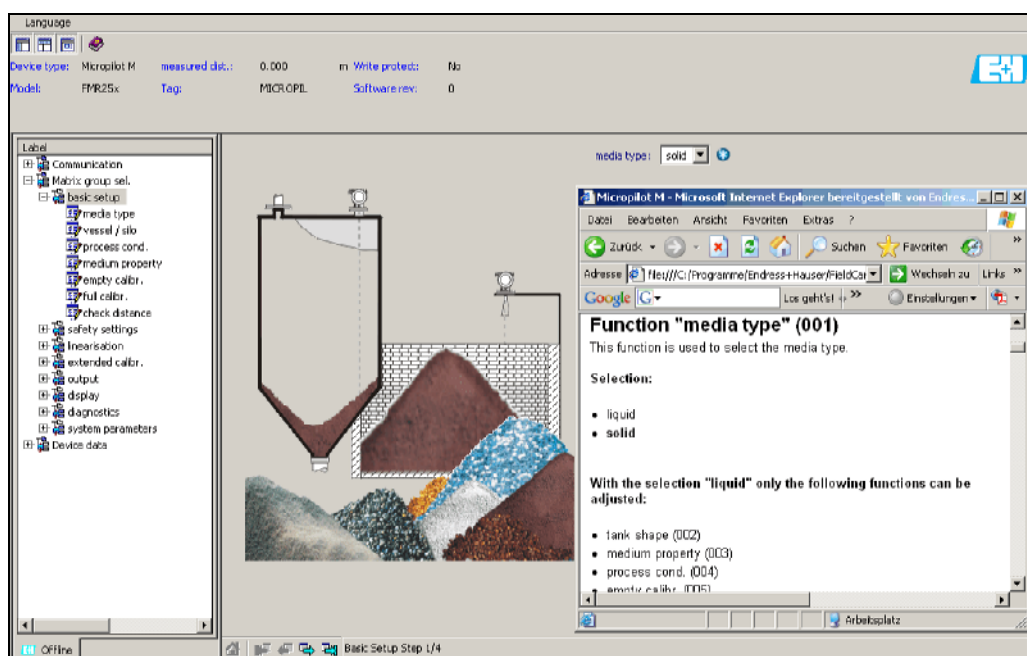 Language
Device type: Micropilot M measured dist.: 0.000 m Write protect: No
Model: FMR25x Tag: MICROPIL Software rev: 0
E+H
Label
Communication
Matrix group sel.
basic setup
media type
vessel / silo
process cond.
medium property
empty calibr.
full calibr.
check distance
safety settings
linearisation
extended calibr.
output
display
diagnostics
system parameters
Device data
media type: solid
Micropilot M - Microsoft Internet Explorer bereitgestellt von Endres...
Datei Bearbeiten Ansicht Favoriten Extras ?
Zurück Suchen Favoriten »
Adresse file:///C:/Programme/Endress+Hauser/FieldCar Wechseln zu Links »
Google G Los geht's! » Einstellungen
Function "media type" (001)
This function is used to select the media type.
Selection:
• liquid
• solid
With the selection "liquid" only the following functions can be
adjusted:
• tank shape (002)
• medium property (003)
• process cond. (004)
• empty calibr. (005)
Arbeitsplatz
Offline Basic Setup Step 1/4